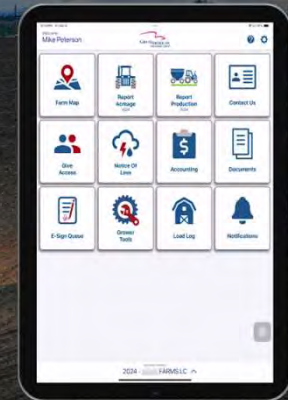 Mike Peterson
Farm Map
Report
Acreage
Report
Production
Contact Us
Give
Access
Notice Of
Loss
Accounting
Documents
E-Sign Queue
Grower
Tools
Load Log
Notifications
2024 - FARMS LC